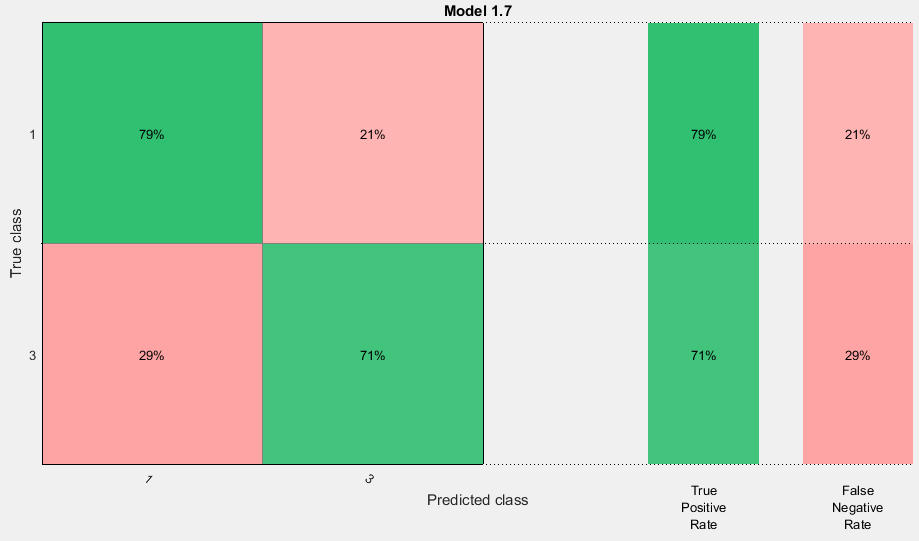 Model 1.7
1
79%
21%
79%
21%
True class
3
29%
71%
71%
29%
1
3
Predicted class
True
Positive
Rate
False
Negative
Rate